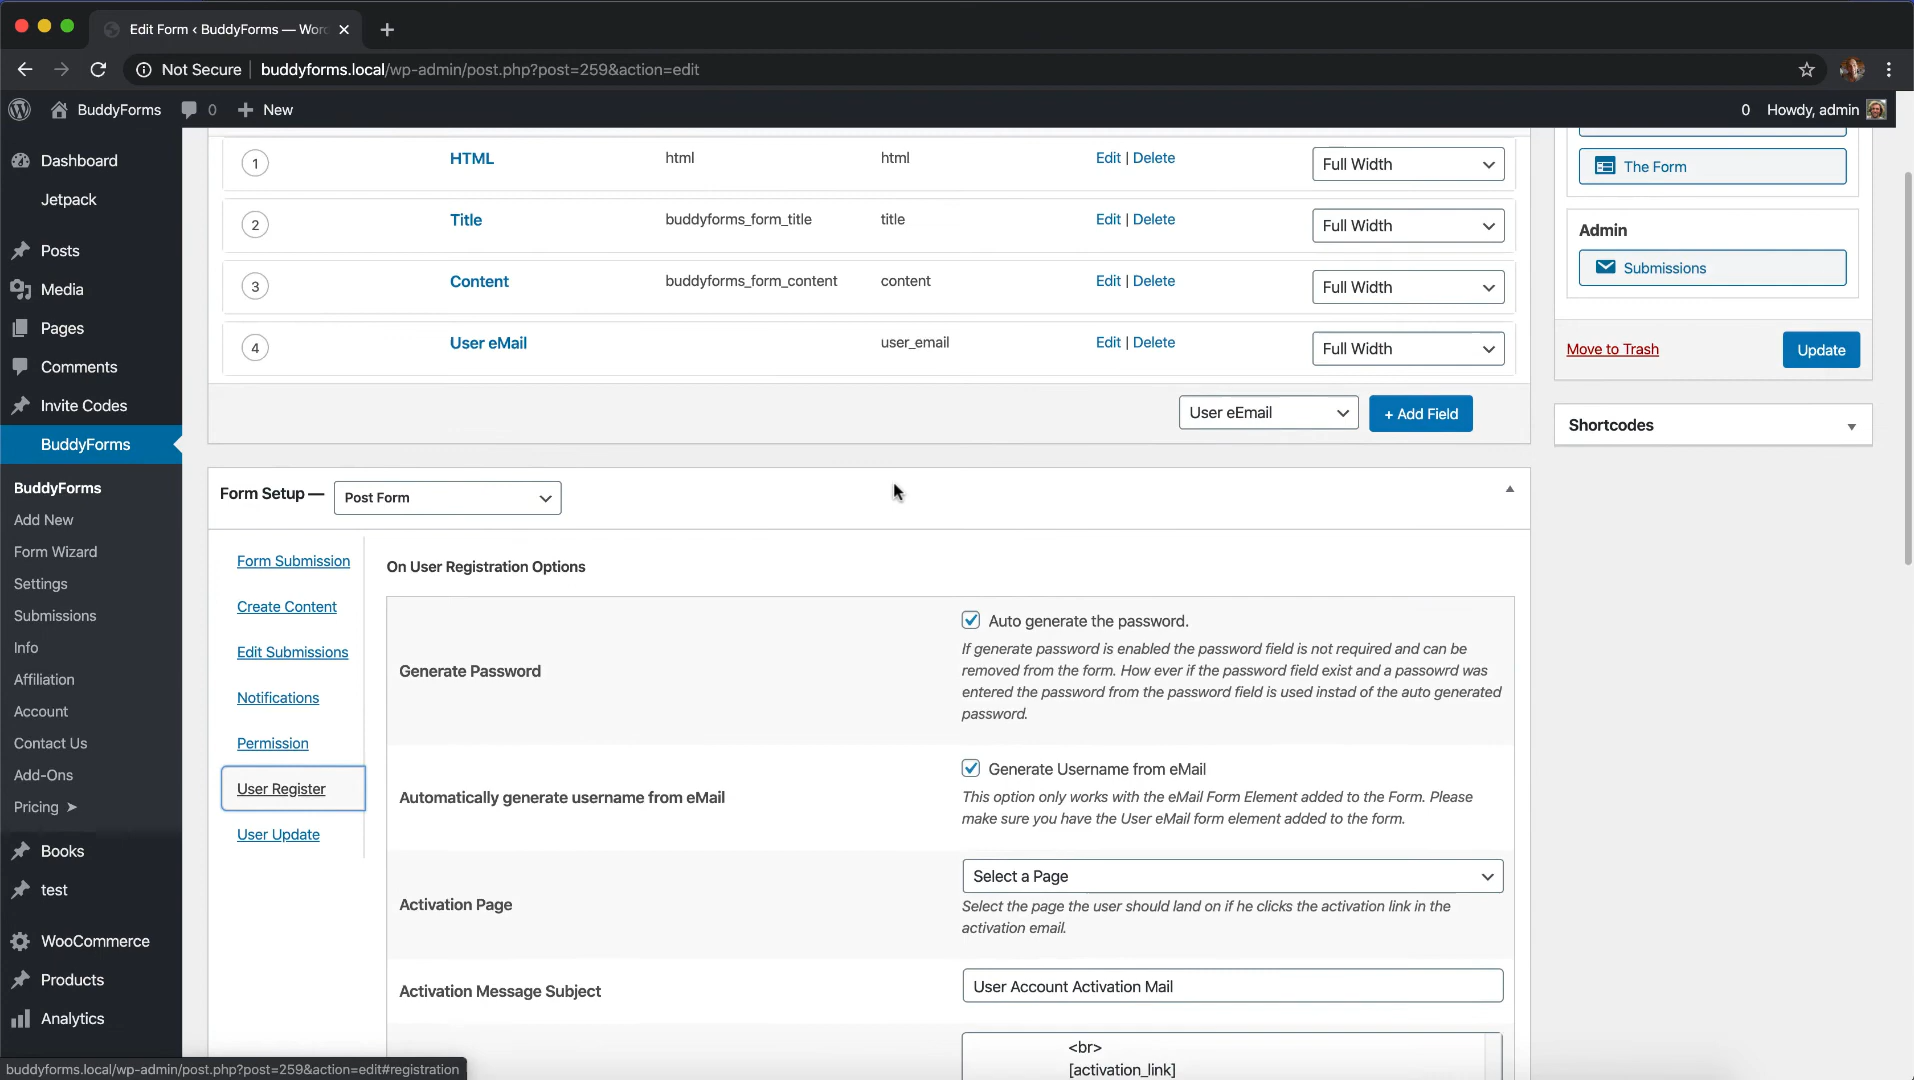 Edit Form ‹ BuddyForms — Wor
Not Secure | buddyforms.local/wp-admin/post.php?post=259&action=edit
BuddyForms 0 + New 0 Howdy, admin
Dashboard
Jetpack
Posts
Media
Pages
Comments
Invite Codes
BuddyForms
BuddyForms
Add New
Form Wizard
Settings
Submissions
Info
Affiliation
Account
Contact Us
Add-Ons
Pricing ➤
Books
test
WooCommerce
Products
Analytics
1 HTML html html Edit | Delete Full Width
2 Title buddyforms_form_title title Edit | Delete Full Width
3 Content buddyforms_form_content content Edit | Delete Full Width
4 User eMail user_email Edit | Delete Full Width
User eEmail + Add Field
Form Setup — Post Form
Form Submission
Create Content
Edit Submissions
Notifications
Permission
User Register
User Update
On User Registration Options
Generate Password
Auto generate the password.
If generate password is enabled the password field is not required and can be
removed from the form. How ever if the password field exist and a passowrd was
entered the password from the password field is used instad of the auto generated
password.
Automatically generate username from eMail
Generate Username from eMail
This option only works with the eMail Form Element added to the Form. Please
make sure you have the User eMail form element added to the form.
Activation Page
Select a Page
Select the page the user should land on if he clicks the activation link in the
activation email.
Activation Message Subject
User Account Activation Mail
<br>
[activation_link]
The Form
Admin
Submissions
Move to Trash Update
Shortcodes
buddyforms.local/wp-admin/post.php?post=259&action=edit#registration